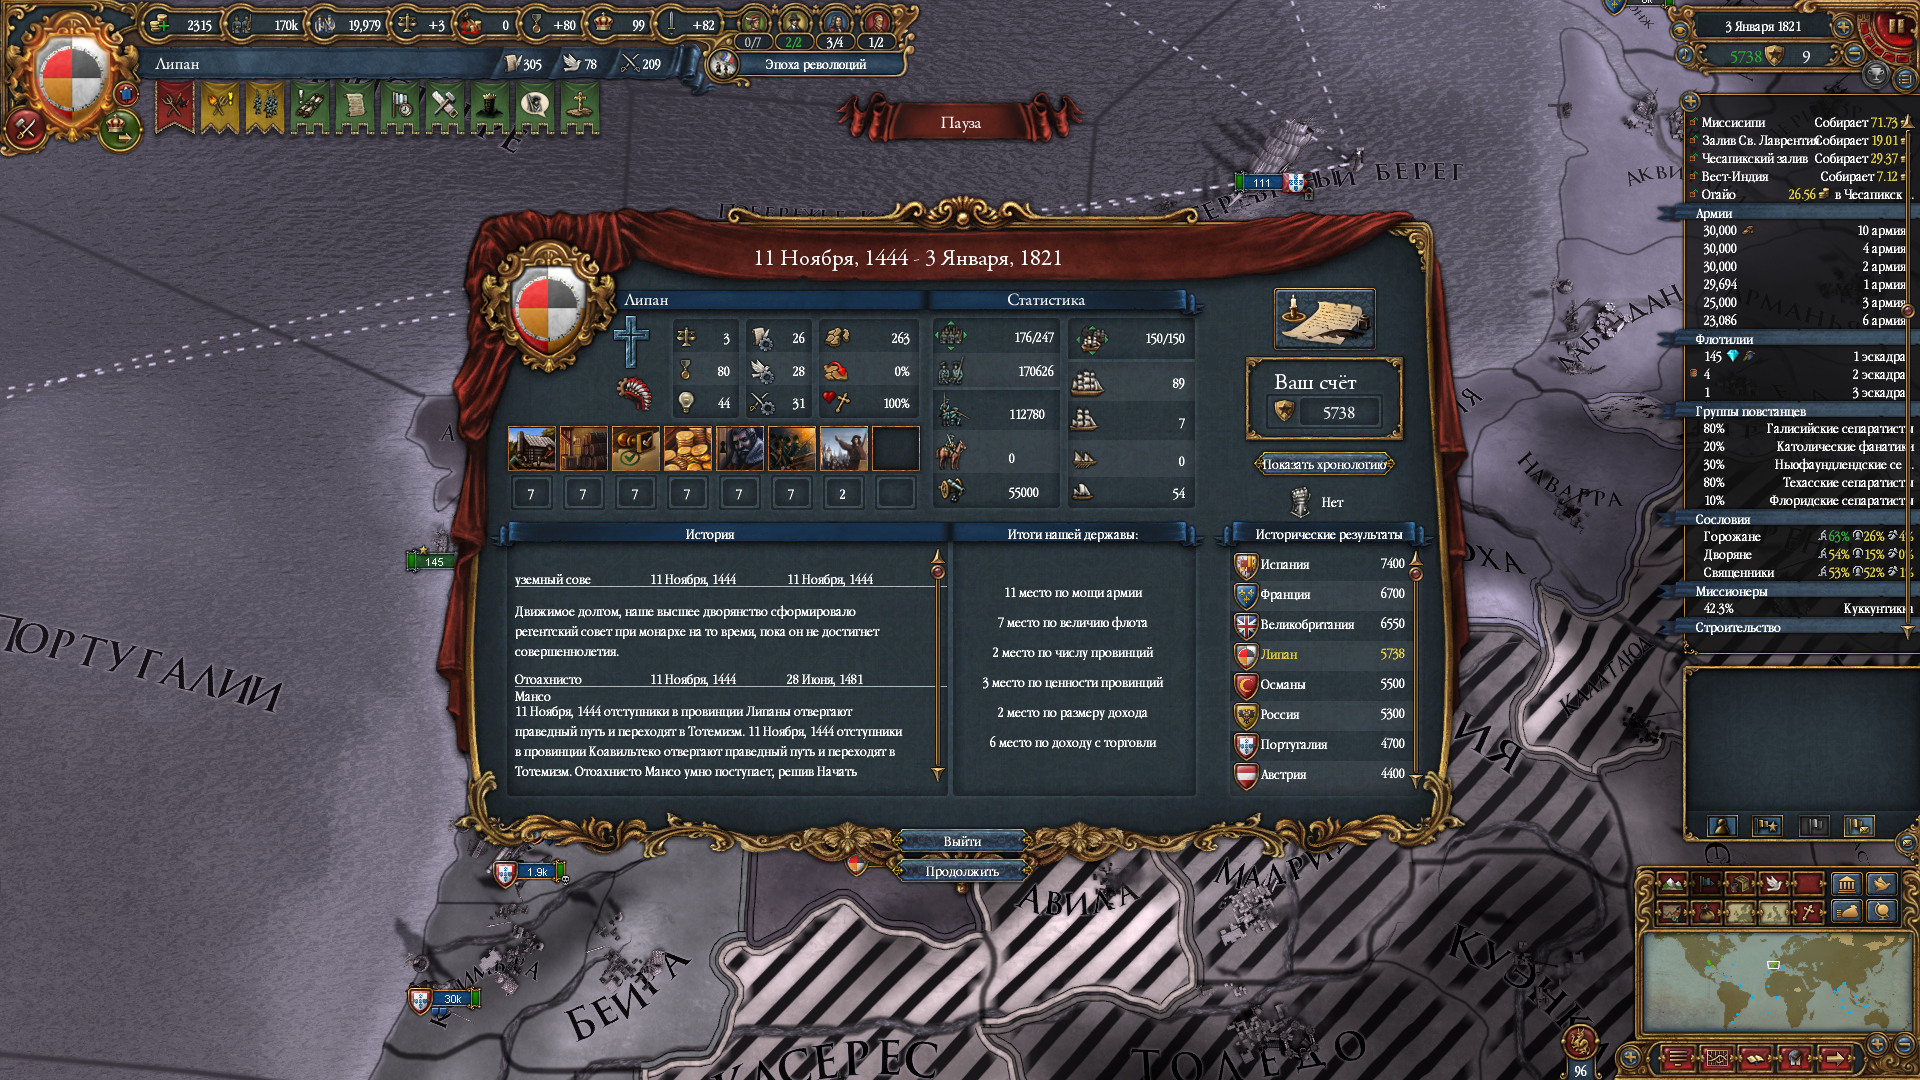 2315
170k
19,979
+3
0
+80
99
+82
0/7
2/2
3/4
1/2
Липан
305
78
209
Эпоха революций
3 Января 1821
5738
9
Пауза
111
БЕРЕГ
Миссисипи Собирает 71.73
Залив Св. Лаврентия Собирает 19.01
Чесапикский залив Собирает 29.37
Вест-Индия Собирает 7.12
Огайо 26.56 в Чесапикск
Армии
30,000 10 армия
30,000 4 армия
30,000 2 армия
29,694 1 армия
25,000 3 армия
23,086 6 армия
Флотилии
145 1 эскадра
4 2 эскадра
1 3 эскадра
Группы повстанцев
80% Галисийские сепаратисты
20% Католические фанатики
30% Ньюфаундлендские се
80% Техасские сепаратисты
10% Флоридские сепаратисты
Сословия
Горожане 63% 26% 4%
Дворяне 54% 15% 0%
Священники 53% 52% 1%
Миссионеры
42.3% Куккунтикн
Строительство
11 Ноября, 1444 - 3 Января, 1821
Липан
Статистика
3 26 263
80 28 0%
44 31 100%
7 7 7 7 7 7 2
176/247 150/150
170626 89
112780 7
0 0
55000 54
Ваш счёт
5738
Показать хронологию
Нет
История
уземный сове 11 Ноября, 1444 11 Ноября, 1444
Движимое долгом, наше высшее дворянство сформировало
регентский совет при монархе на то время, пока он не достигнет
совершеннолетия.
Отоахнисто 11 Ноября, 1444 28 Июня, 1481
Мансо
11 Ноября, 1444 отступники в провинции Липаны отвергают
праведный путь и переходят в Тотемизм. 11 Ноября, 1444 отступники
в провинции Коавильтеко отвергают праведный путь и переходят в
Тотемизм. Отоахнисто Мансо умно поступает, решив Начать
Итоги нашей державы:
11 место по мощи армии
7 место по величию флота
2 место по числу провинций
3 место по ценности провинций
2 место по размеру дохода
6 место по доходу с торговли
Исторические результаты
Испания 7400
Франция 6700
Великобритания 6550
Липан 5738
Османы 5500
Россия 5300
Португалия 4700
Австрия 4400
Выйти
Продолжить
145
ПОРТУГАЛИИ
ЛАБУРДАН
НАВАРРА
КАЛАТАЮД
1.9k
30k
БЕЙРА
АВИЛА
МАДРИД
КАСЕРЕС
ТОЛЕДО
96